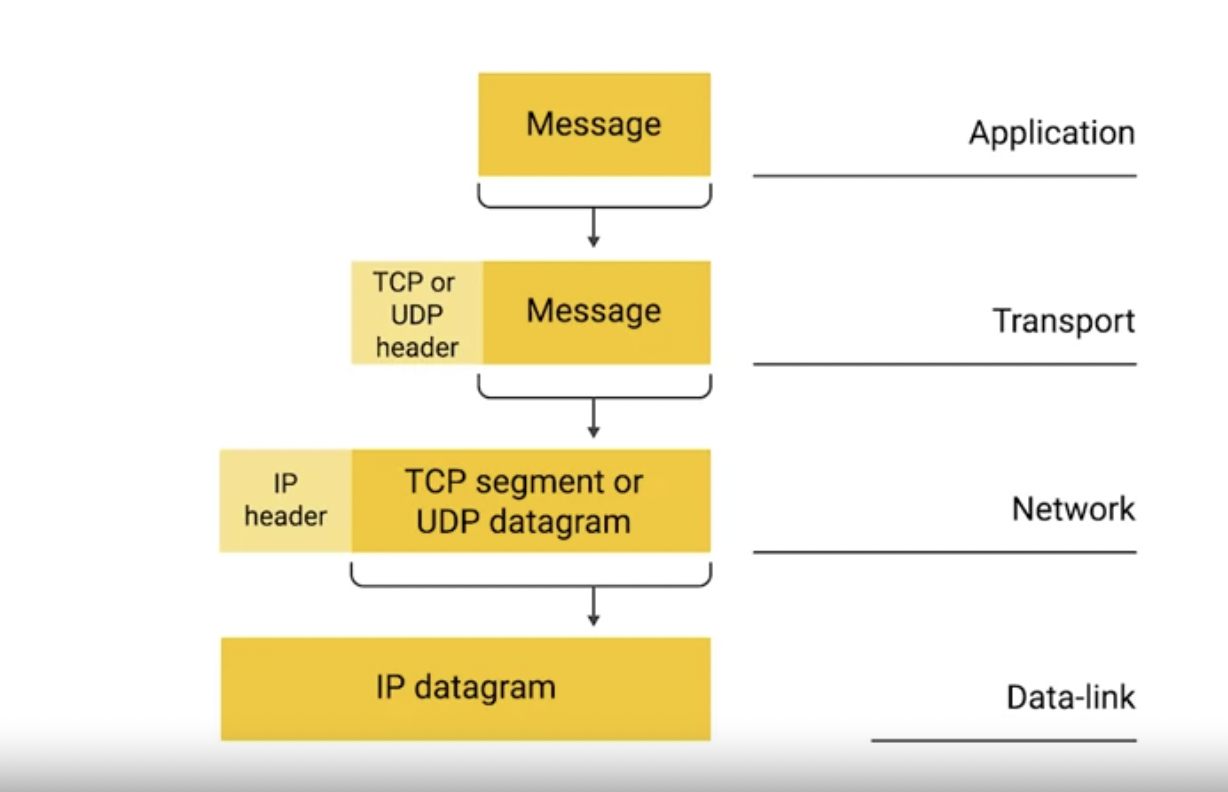 Message
Application
TCP or
UDP
header
Message
Transport
IP
header
TCP segment or
UDP datagram
Network
IP datagram
Data-link